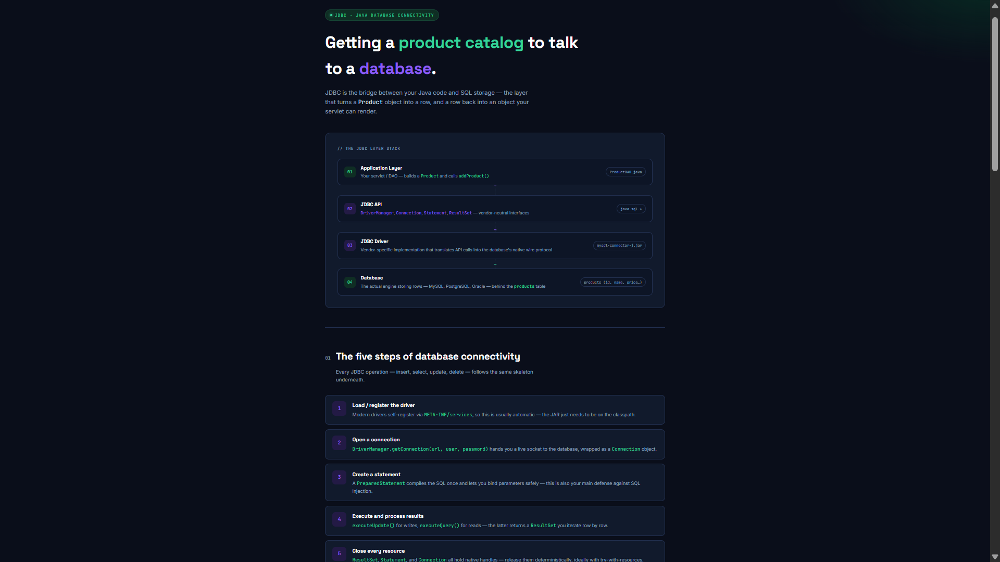 JDBC · JAVA DATABASE CONNECTIVITY
Getting a product catalog to talk
to a database.
JDBC is the bridge between your Java code and SQL storage — the layer
that turns a Product object into a row, and a row back into an object your
servlet can render.
// THE JDBC LAYER STACK
01
Application Layer
Your servlet / DAO — builds a Product and calls addProduct()
ProductDAO.java
02
JDBC API
DriverManager, Connection, Statement, ResultSet — vendor-neutral interfaces
java.sql.*
03
JDBC Driver
Vendor-specific implementation that translates API calls into the database's native wire protocol
mysql-connector-j.jar
04
Database
The actual engine storing rows — MySQL, PostgreSQL, Oracle — behind the products table
products (id, name, price…)
01 The five steps of database connectivity
Every JDBC operation — insert, select, update, delete — follows the same skeleton
underneath.
1
Load / register the driver
Modern drivers self-register via META-INF/services, so this is usually automatic — the JAR just needs to be on the classpath.
2
Open a connection
DriverManager.getConnection(url, user, password) hands you a live socket to the database, wrapped as a Connection object.
3
Create a statement
A PreparedStatement compiles the SQL once and lets you bind parameters safely — this is also your main defense against SQL
injection.
4
Execute and process results
executeUpdate() for writes, executeQuery() for reads — the latter returns a ResultSet you iterate row by row.
5
Close every resource
ResultSet, Statement, and Connection all hold native handles — release them deterministically, ideally with try-with-resources.